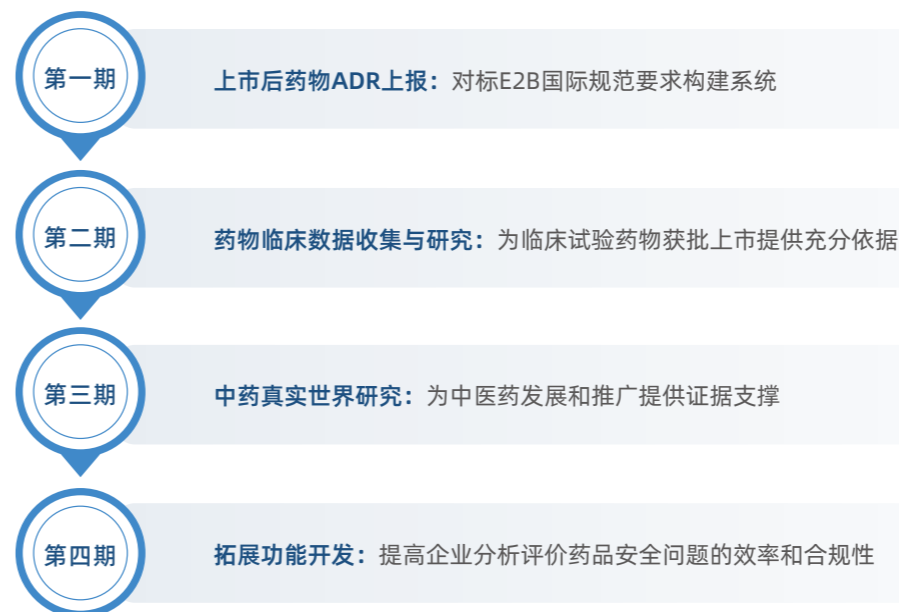 第一期
上市后药物ADR上报：对标E2B国际规范要求构建系统
第二期
药物临床数据收集与研究：为临床试验药物获批上市提供充分依据
第三期
中药真实世界研究：为中医药发展和推广提供证据支撑
第四期
拓展功能开发：提高企业分析评价药品安全问题的效率和合规性